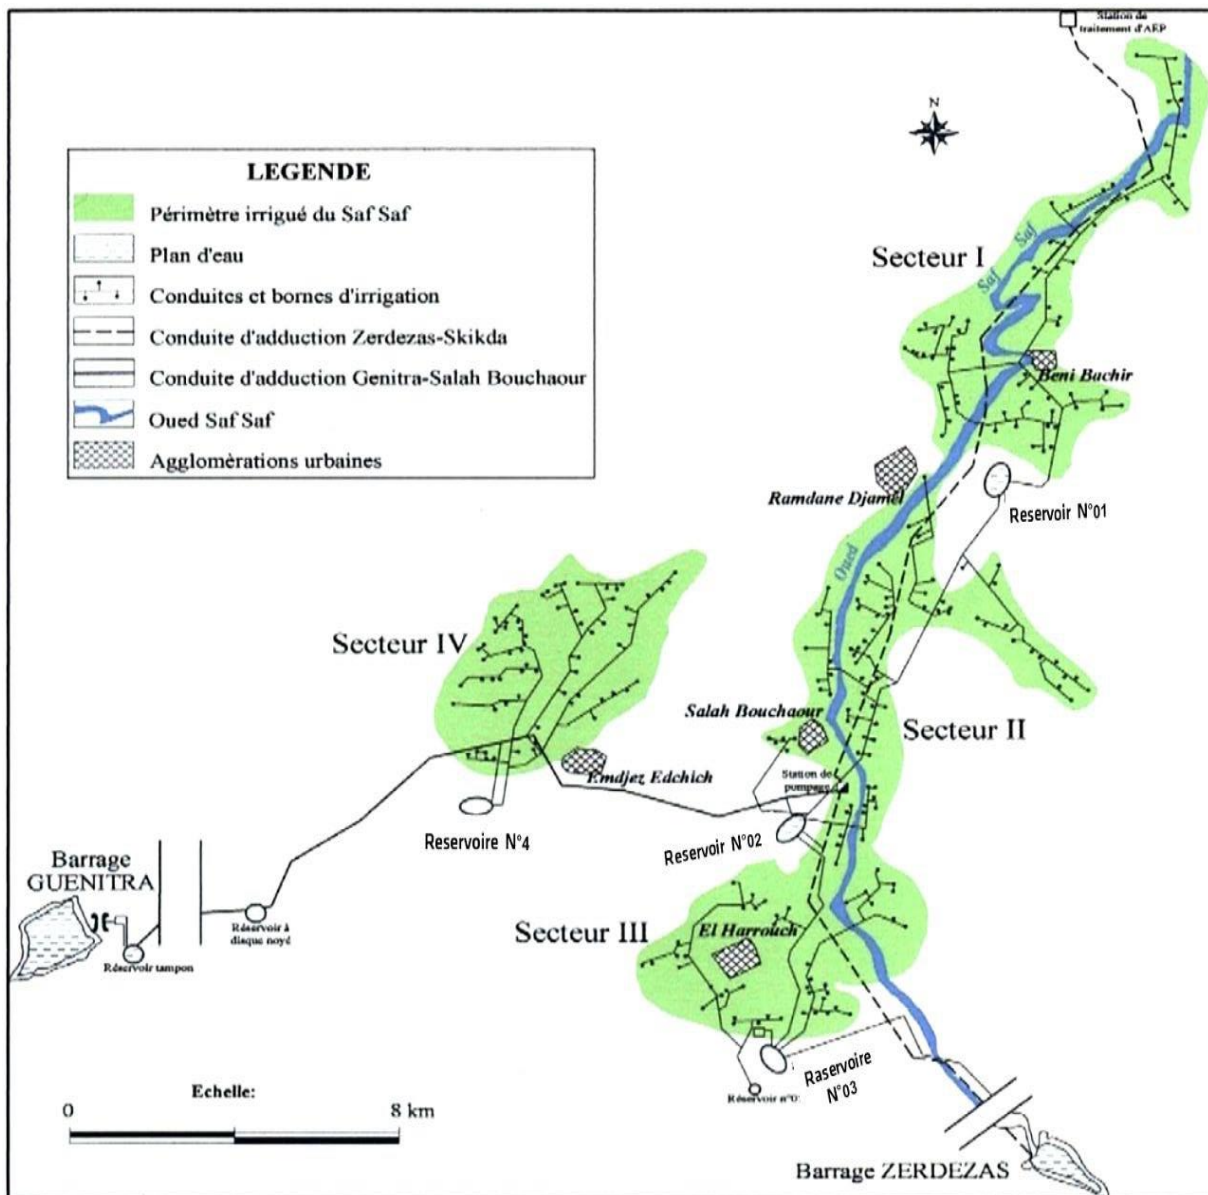 Station de
traitement d'AEP
N
LEGENDE
Périmètre irrigué du Saf Saf
Plan d'eau
Conduites et bornes d'irrigation
Conduite d'adduction Zerdezas-Skikda
Conduite d'adduction Genitra-Salah Bouchaour
Oued Saf Saf
Agglomèrations urbaines
Secteur I
Saf
Saf
Beni Bachir
Ramdane Djamel
Reservoir N°01
Oued
Secteur IV
Salah Bouchaour
Secteur II
Emdjez Edchich
Station de
pompage
Reservoire N°4
Reservoir N°02
Barrage
GUENITRA
Réservoir à
disque noyé
Réservoir tampon
Secteur III
El Harrouch
Raservoire
N°03
Réservoir n°0
Echelle:
0
8 km
Barrage ZERDEZAS